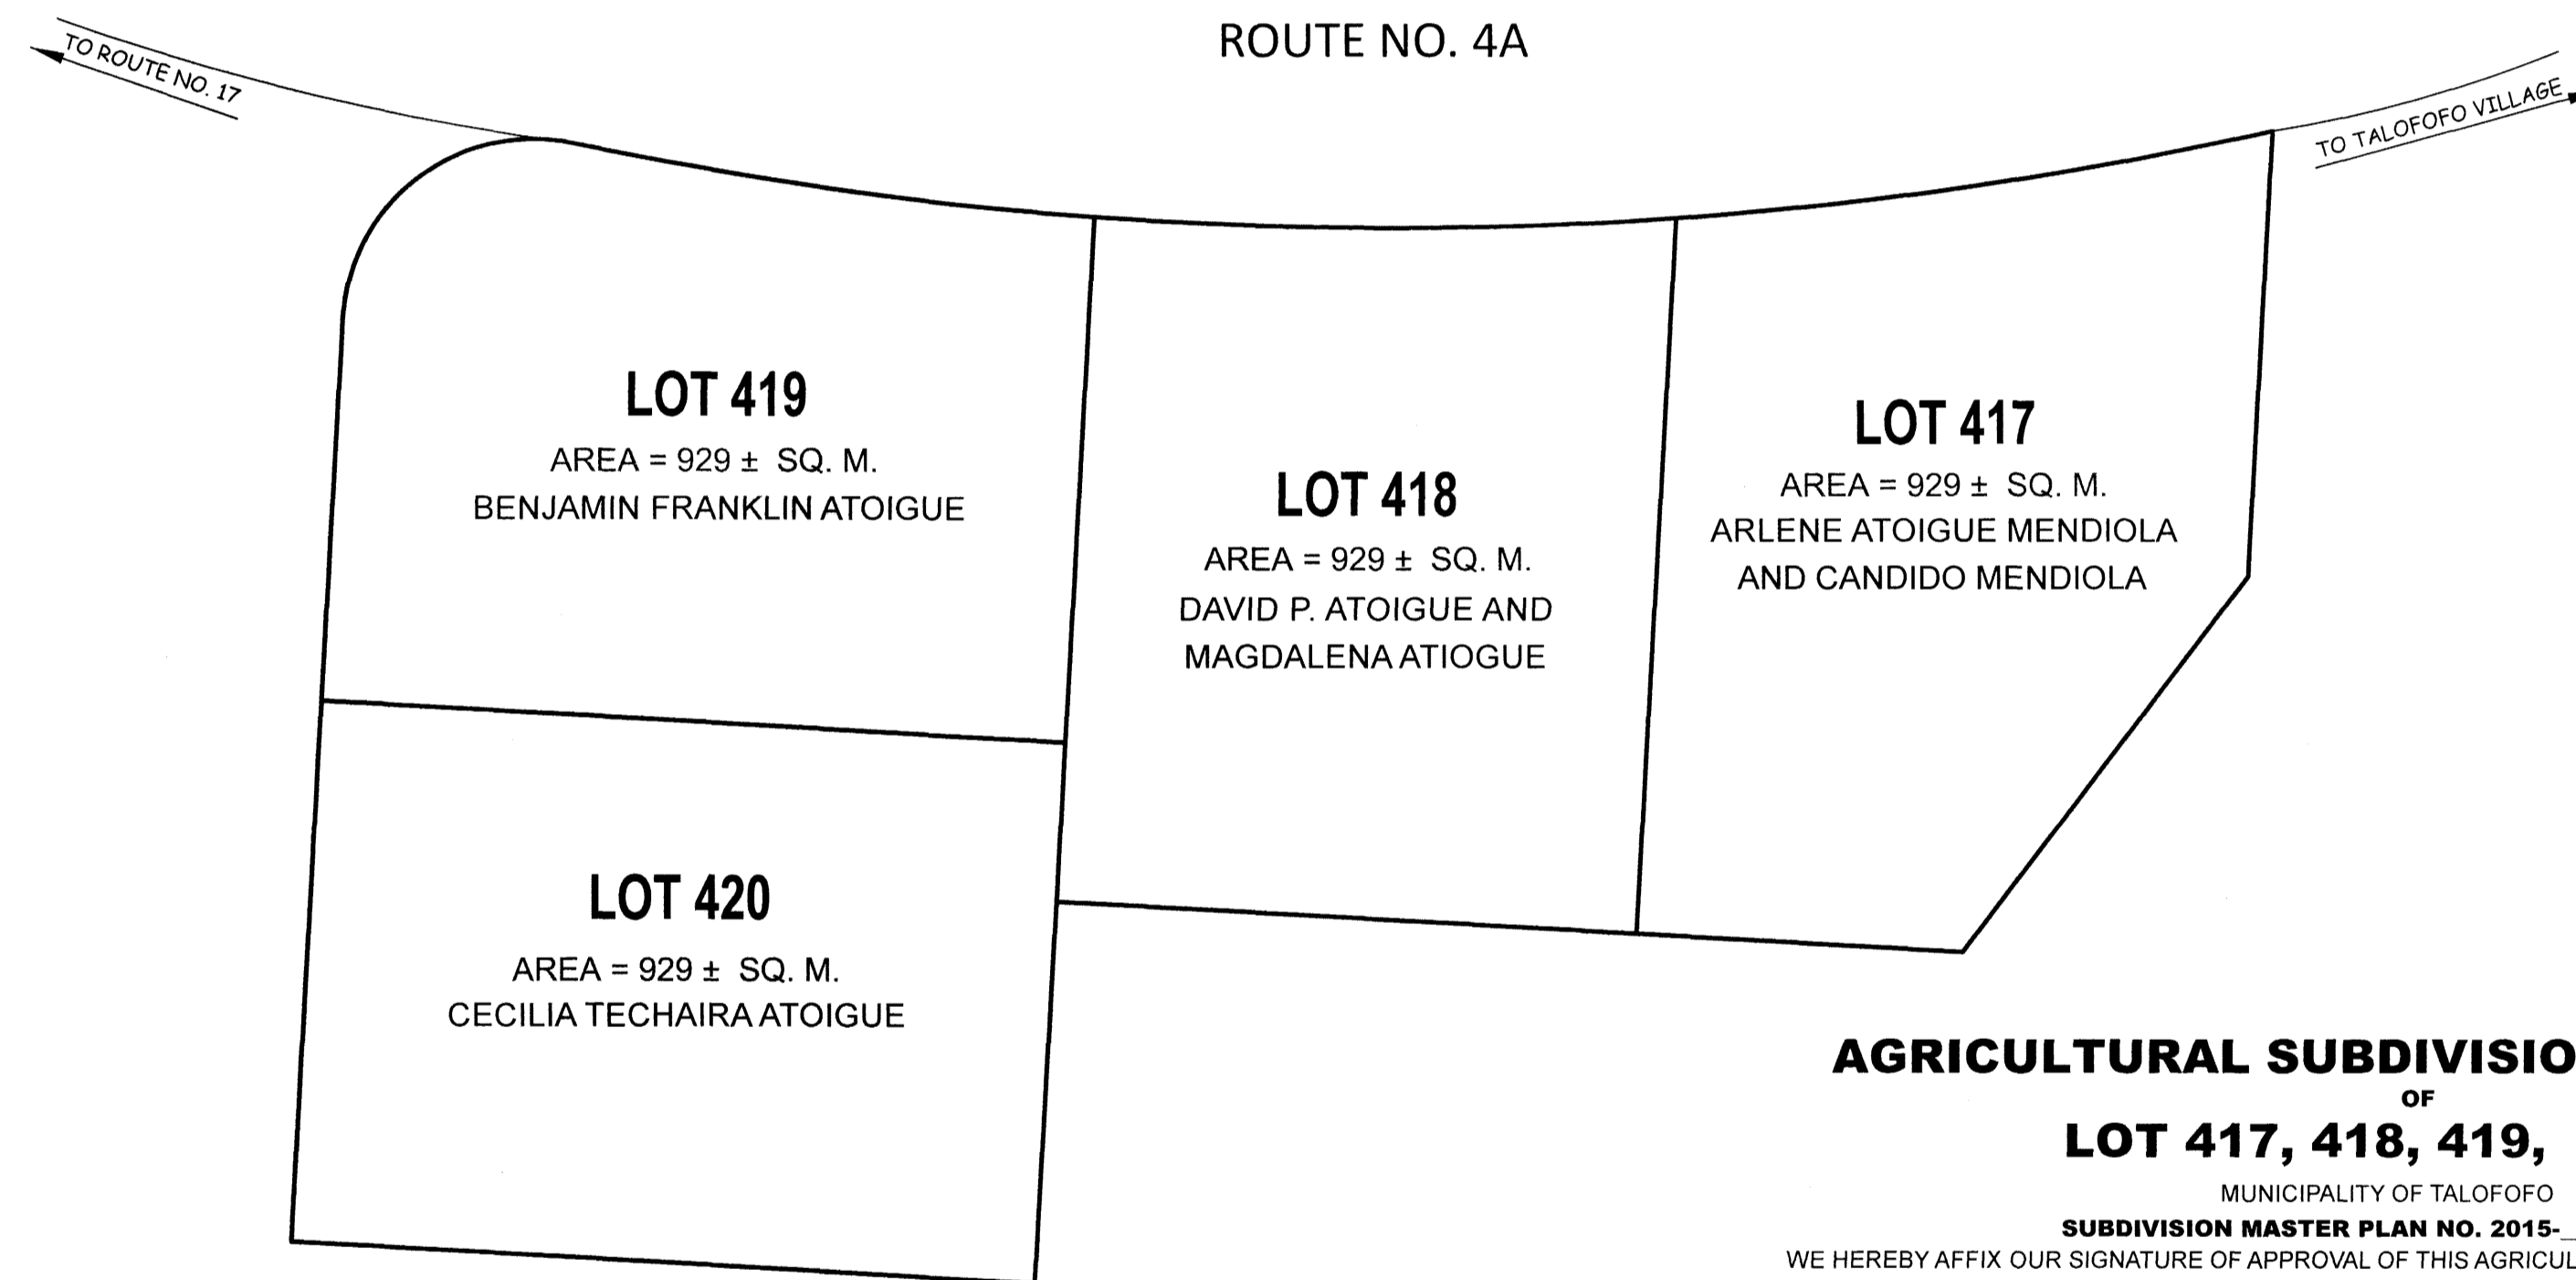 ROUTE NO. 4A
TO ROUTE NO. 17
TO TALOFOFO VILLAGE
LOT 419
AREA = 929 ± SQ. M.
BENJAMIN FRANKLIN ATOIGUE
LOT 418
AREA = 929 ± SQ. M.
DAVID P. ATOIGUE AND
MAGDALENA ATIOGUE
LOT 417
AREA = 929 ± SQ. M.
ARLENE ATOIGUE MENDIOLA
AND CANDIDO MENDIOLA
LOT 420
AREA = 929 ± SQ. M.
CECILIA TECHAIRA ATOIGUE
AGRICULTURAL SUBDIVISIO
OF
LOT 417, 418, 419,
MUNICIPALITY OF TALOFOFO
SUBDIVISION MASTER PLAN NO. 2015-_
WE HEREBY AFFIX OUR SIGNATURE OF APPROVAL OF THIS AGRICUL